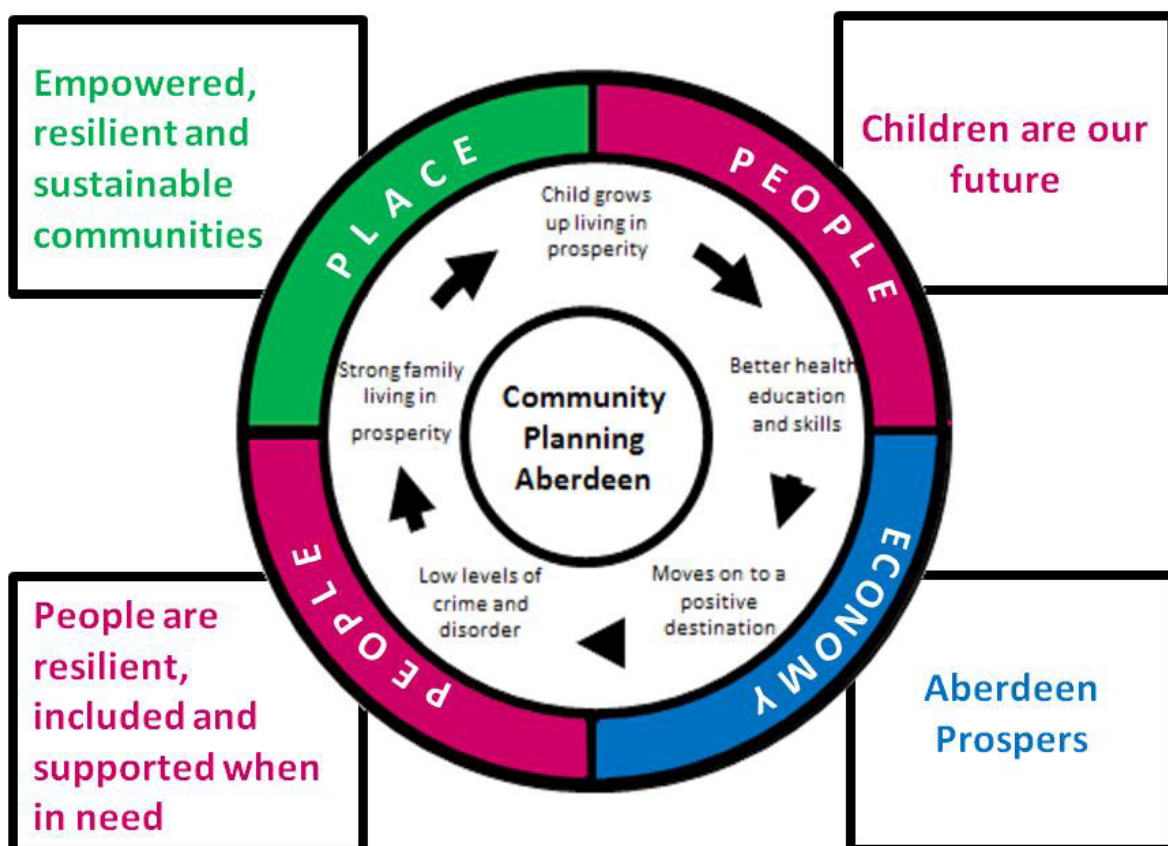 Empowered,
resilient and
sustainable
communities
Children are our
future
PLACE
PEOPLE
Child grows
up living in
prosperity
Strong family
living in
prosperity
Community
Planning
Aberdeen
Better health
education
and skills
Low levels of
crime and
disorder
Moves on to a
positive
destination
PEOPLE
ECONOMY
People are
resilient,
included and
supported when
in need
Aberdeen
Prospers